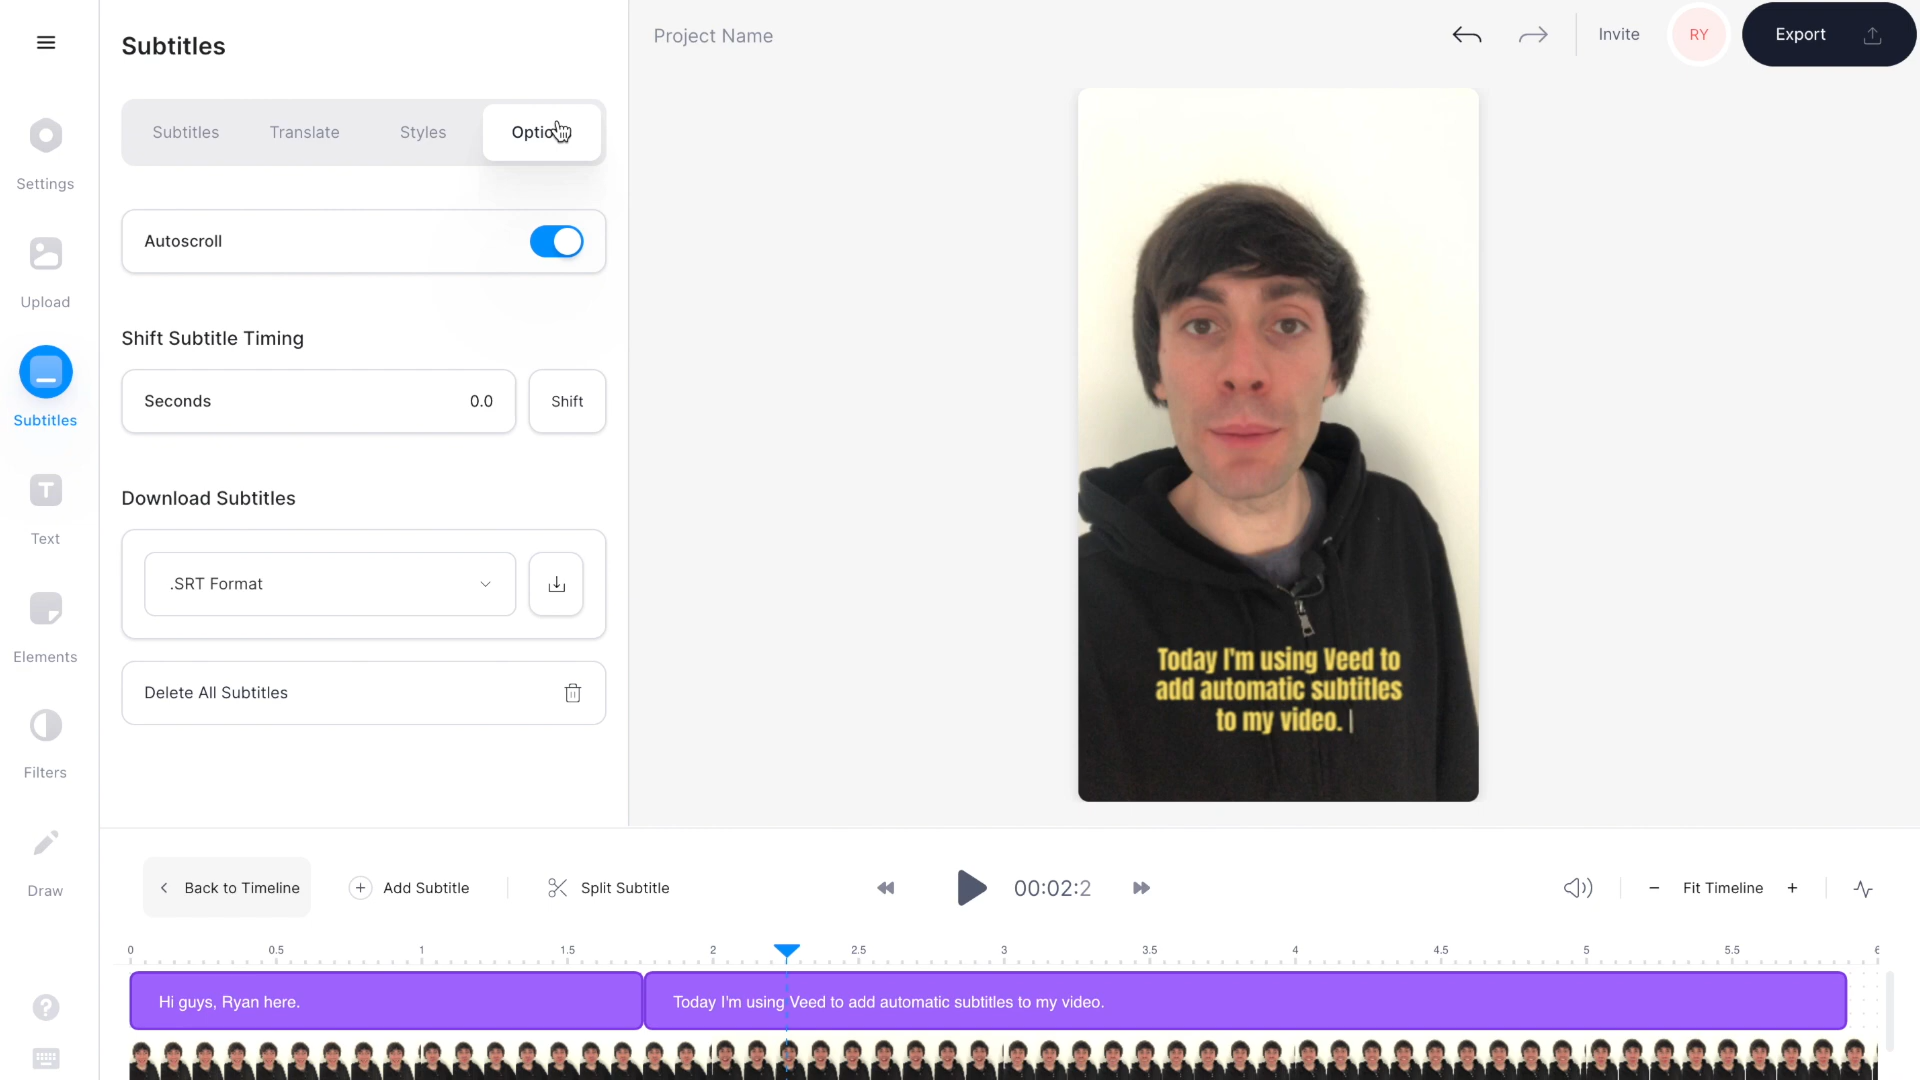 Subtitles
Project Name
Invite
RY
Export
Subtitles
Translate
Styles
Settings
Autoscroll
Upload
Shift Subtitle Timing
Seconds
0.0
Shift
Subtitles
Download Subtitles
Text
.SRT Format
Elements
Delete All Subtitles
Today I'm using Veed to
add automatic subtitles
to my video.
Filters
Draw
Back to Timeline
Add Subtitle
Split Subtitle
00:02:2
Fit Timeline
0
0.5
1
1.5
2
2.5
3
3.5
4
4.5
5
5.5
Hi guys, Ryan here.
Today I'm using Veed to add automatic subtitles to my video.